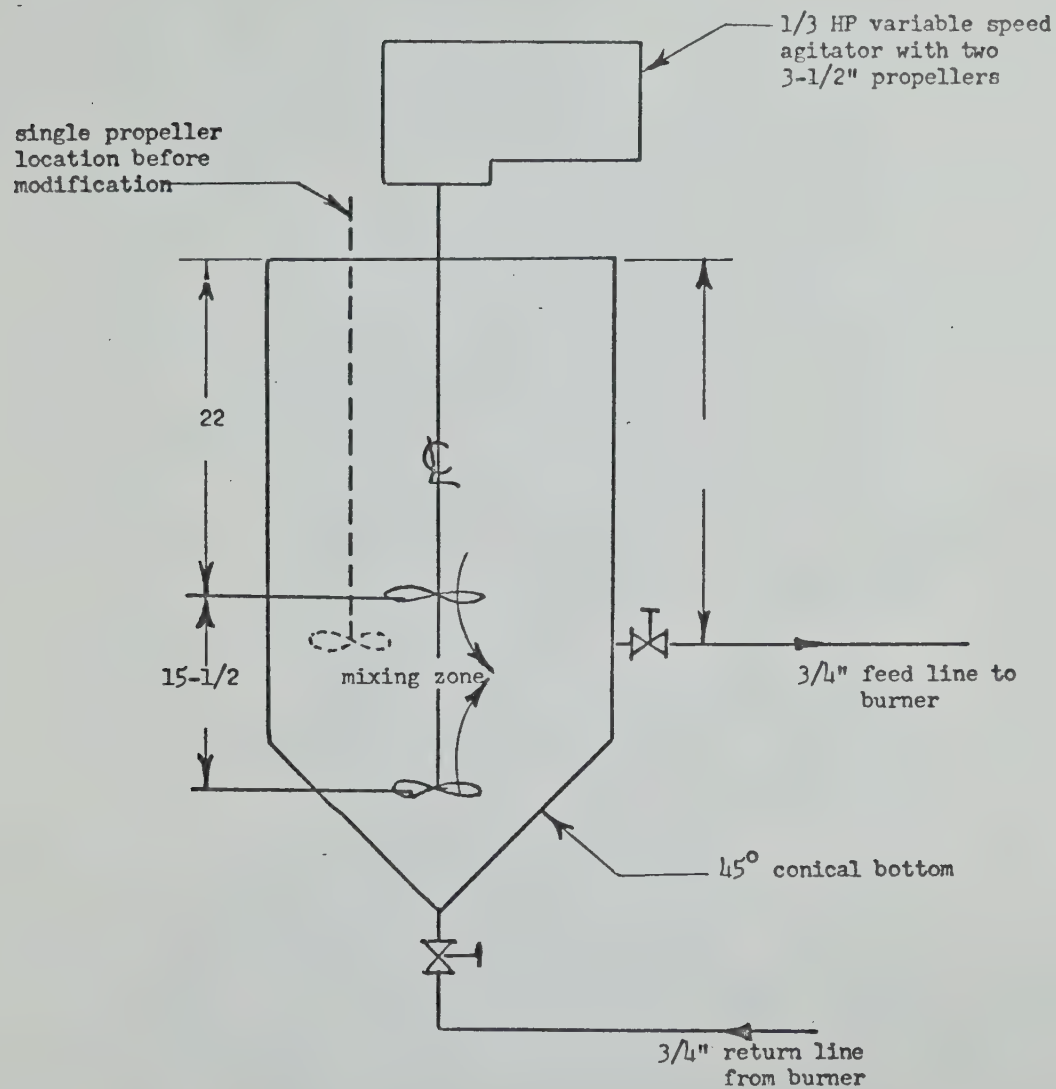 1/3 HP variable speed
agitator with two
3-1/2" propellers
single propeller
location before
modification
22
℄
15-1/2
mixing zone
3/4" feed line to
burner
45° conical bottom
3/4" return line
from burner